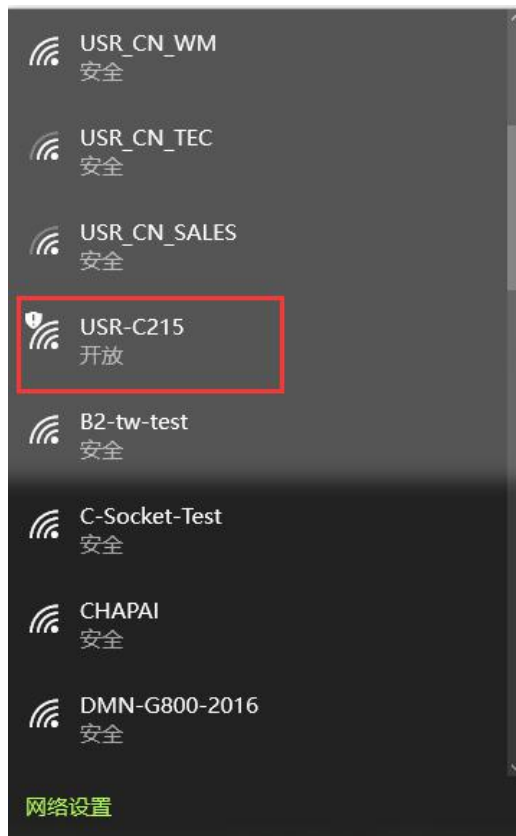 USR_CN_WM
安全
USR_CN_TEC
安全
USR_CN_SALES
安全
USR-C215
开放
B2-tw-test
安全
C-Socket-Test
安全
CHAPAI
安全
DMN-G800-2016
安全
网络设置